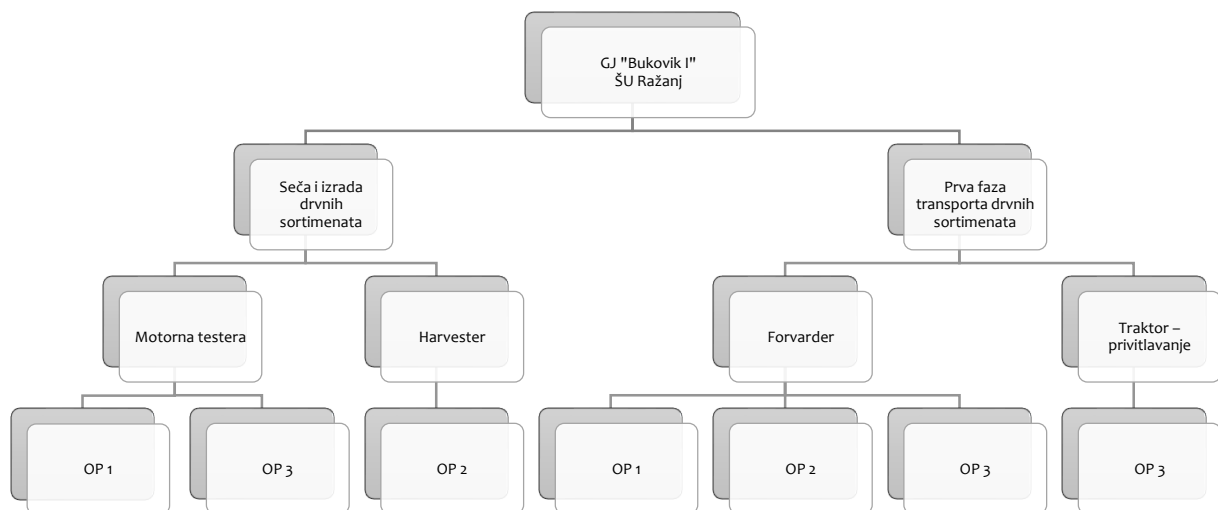 GJ "Bukovik I"
ŠU Ražanj
Seča i izrada
drvnih
sortimenata
Prva faza
transporta drvnih
sortimenata
Motorna testera
Harvester
Forvarder
Traktor –
privitlavanje
OP 1
OP 3
OP 2
OP 1
OP 2
OP 3
OP 3